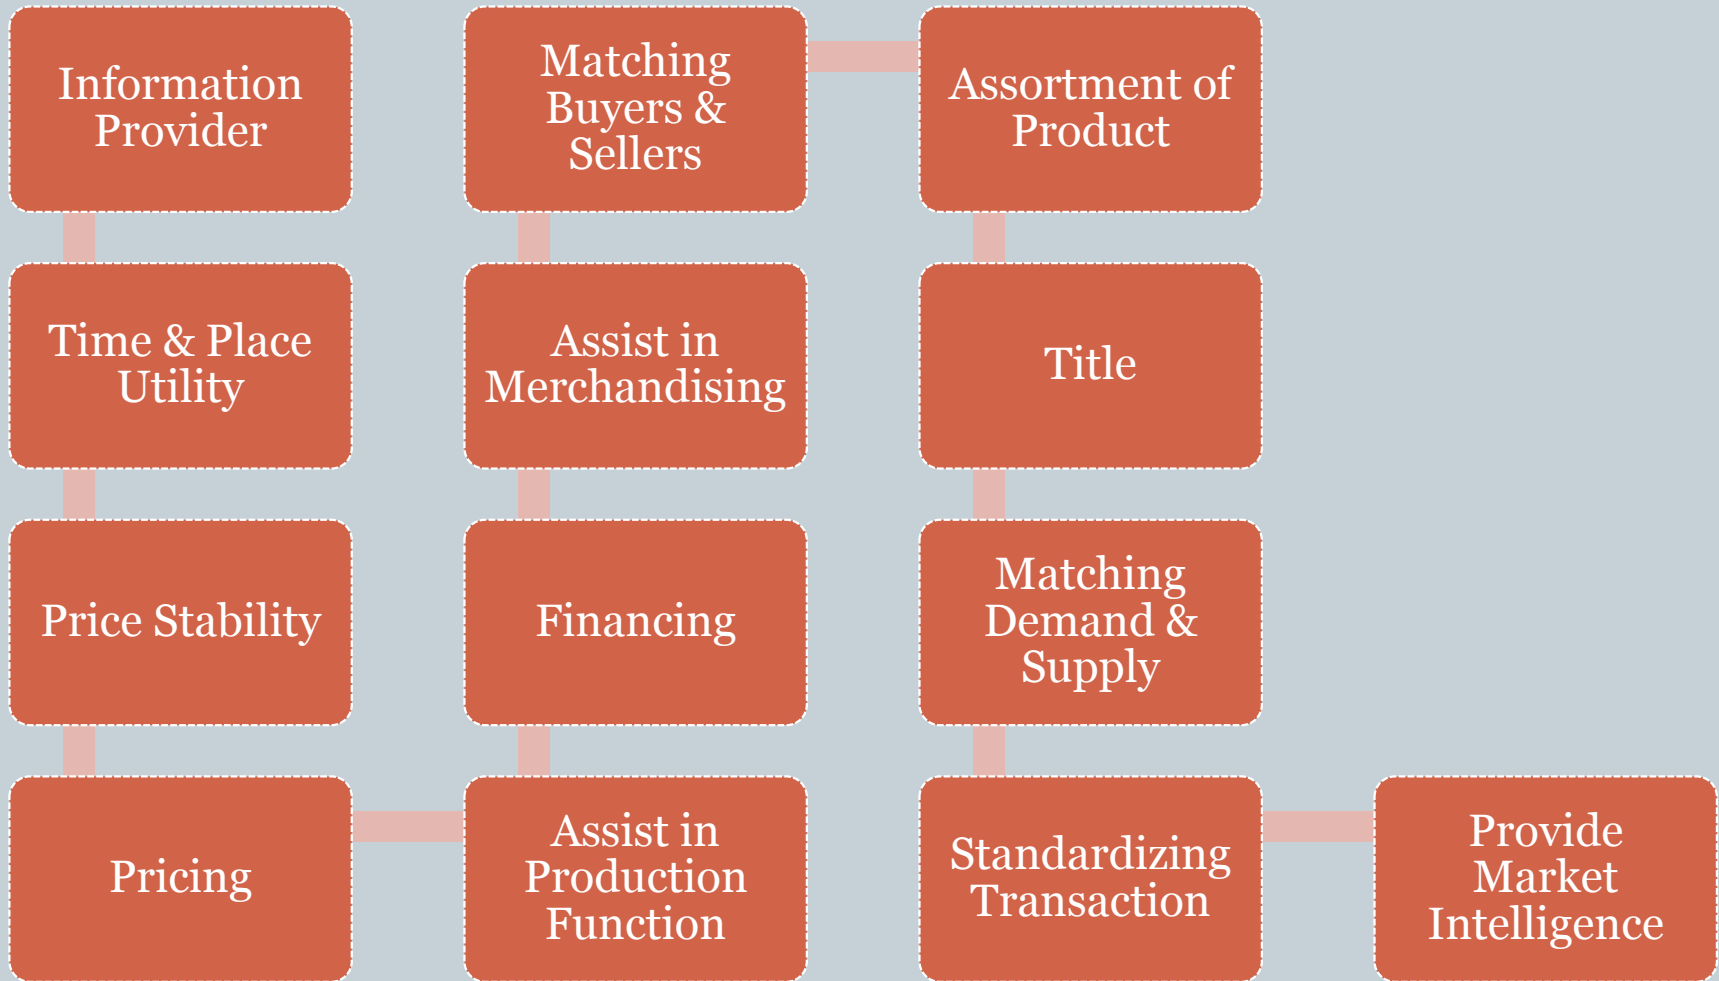 Information
Provider
Time & Place
Utility
Price Stability
Pricing
Assist in
Production
Function
Financing
Assist in
Merchandising
Matching
Buyers &
Sellers
Assortment of
Product
Title
Matching
Demand &
Supply
Standardizing
Transaction
Provide
Market
Intelligence